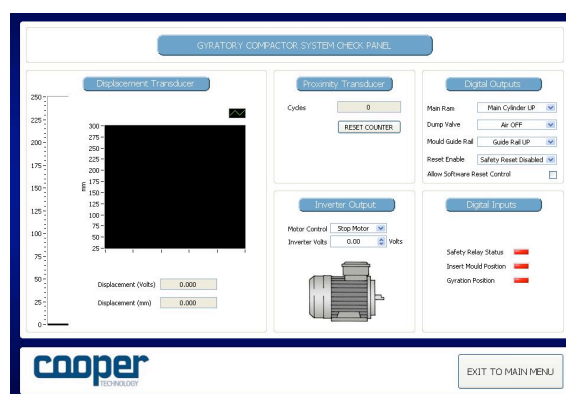 GYRATORY COMPACTOR SYSTEM CHECK PANEL
Displacement Transducer
250
225
200
175
150
125
100
75
50
25
0
300
275
250
225
200
175
150
125
100
75
50
25
mm
Displacement (Volts) 0.000
Displacement (mm) 0.000
Proximity Transducer
Cycles 0
RESET COUNTER
Inverter Output
Motor Control Stop Motor
Inverter Volts 0.00 Volts
Digital Outputs
Main Ram Main Cylinder UP
Dump Valve Air OFF
Mould Guide Rail Guide Rail UP
Reset Enable Safety Reset Disabled
Allow Software Reset Control
Digital Inputs
Safety Relay Status
Insert Mould Position
Gyration Position
cooper
TECHNOLOGY
EXIT TO MAIN MENU